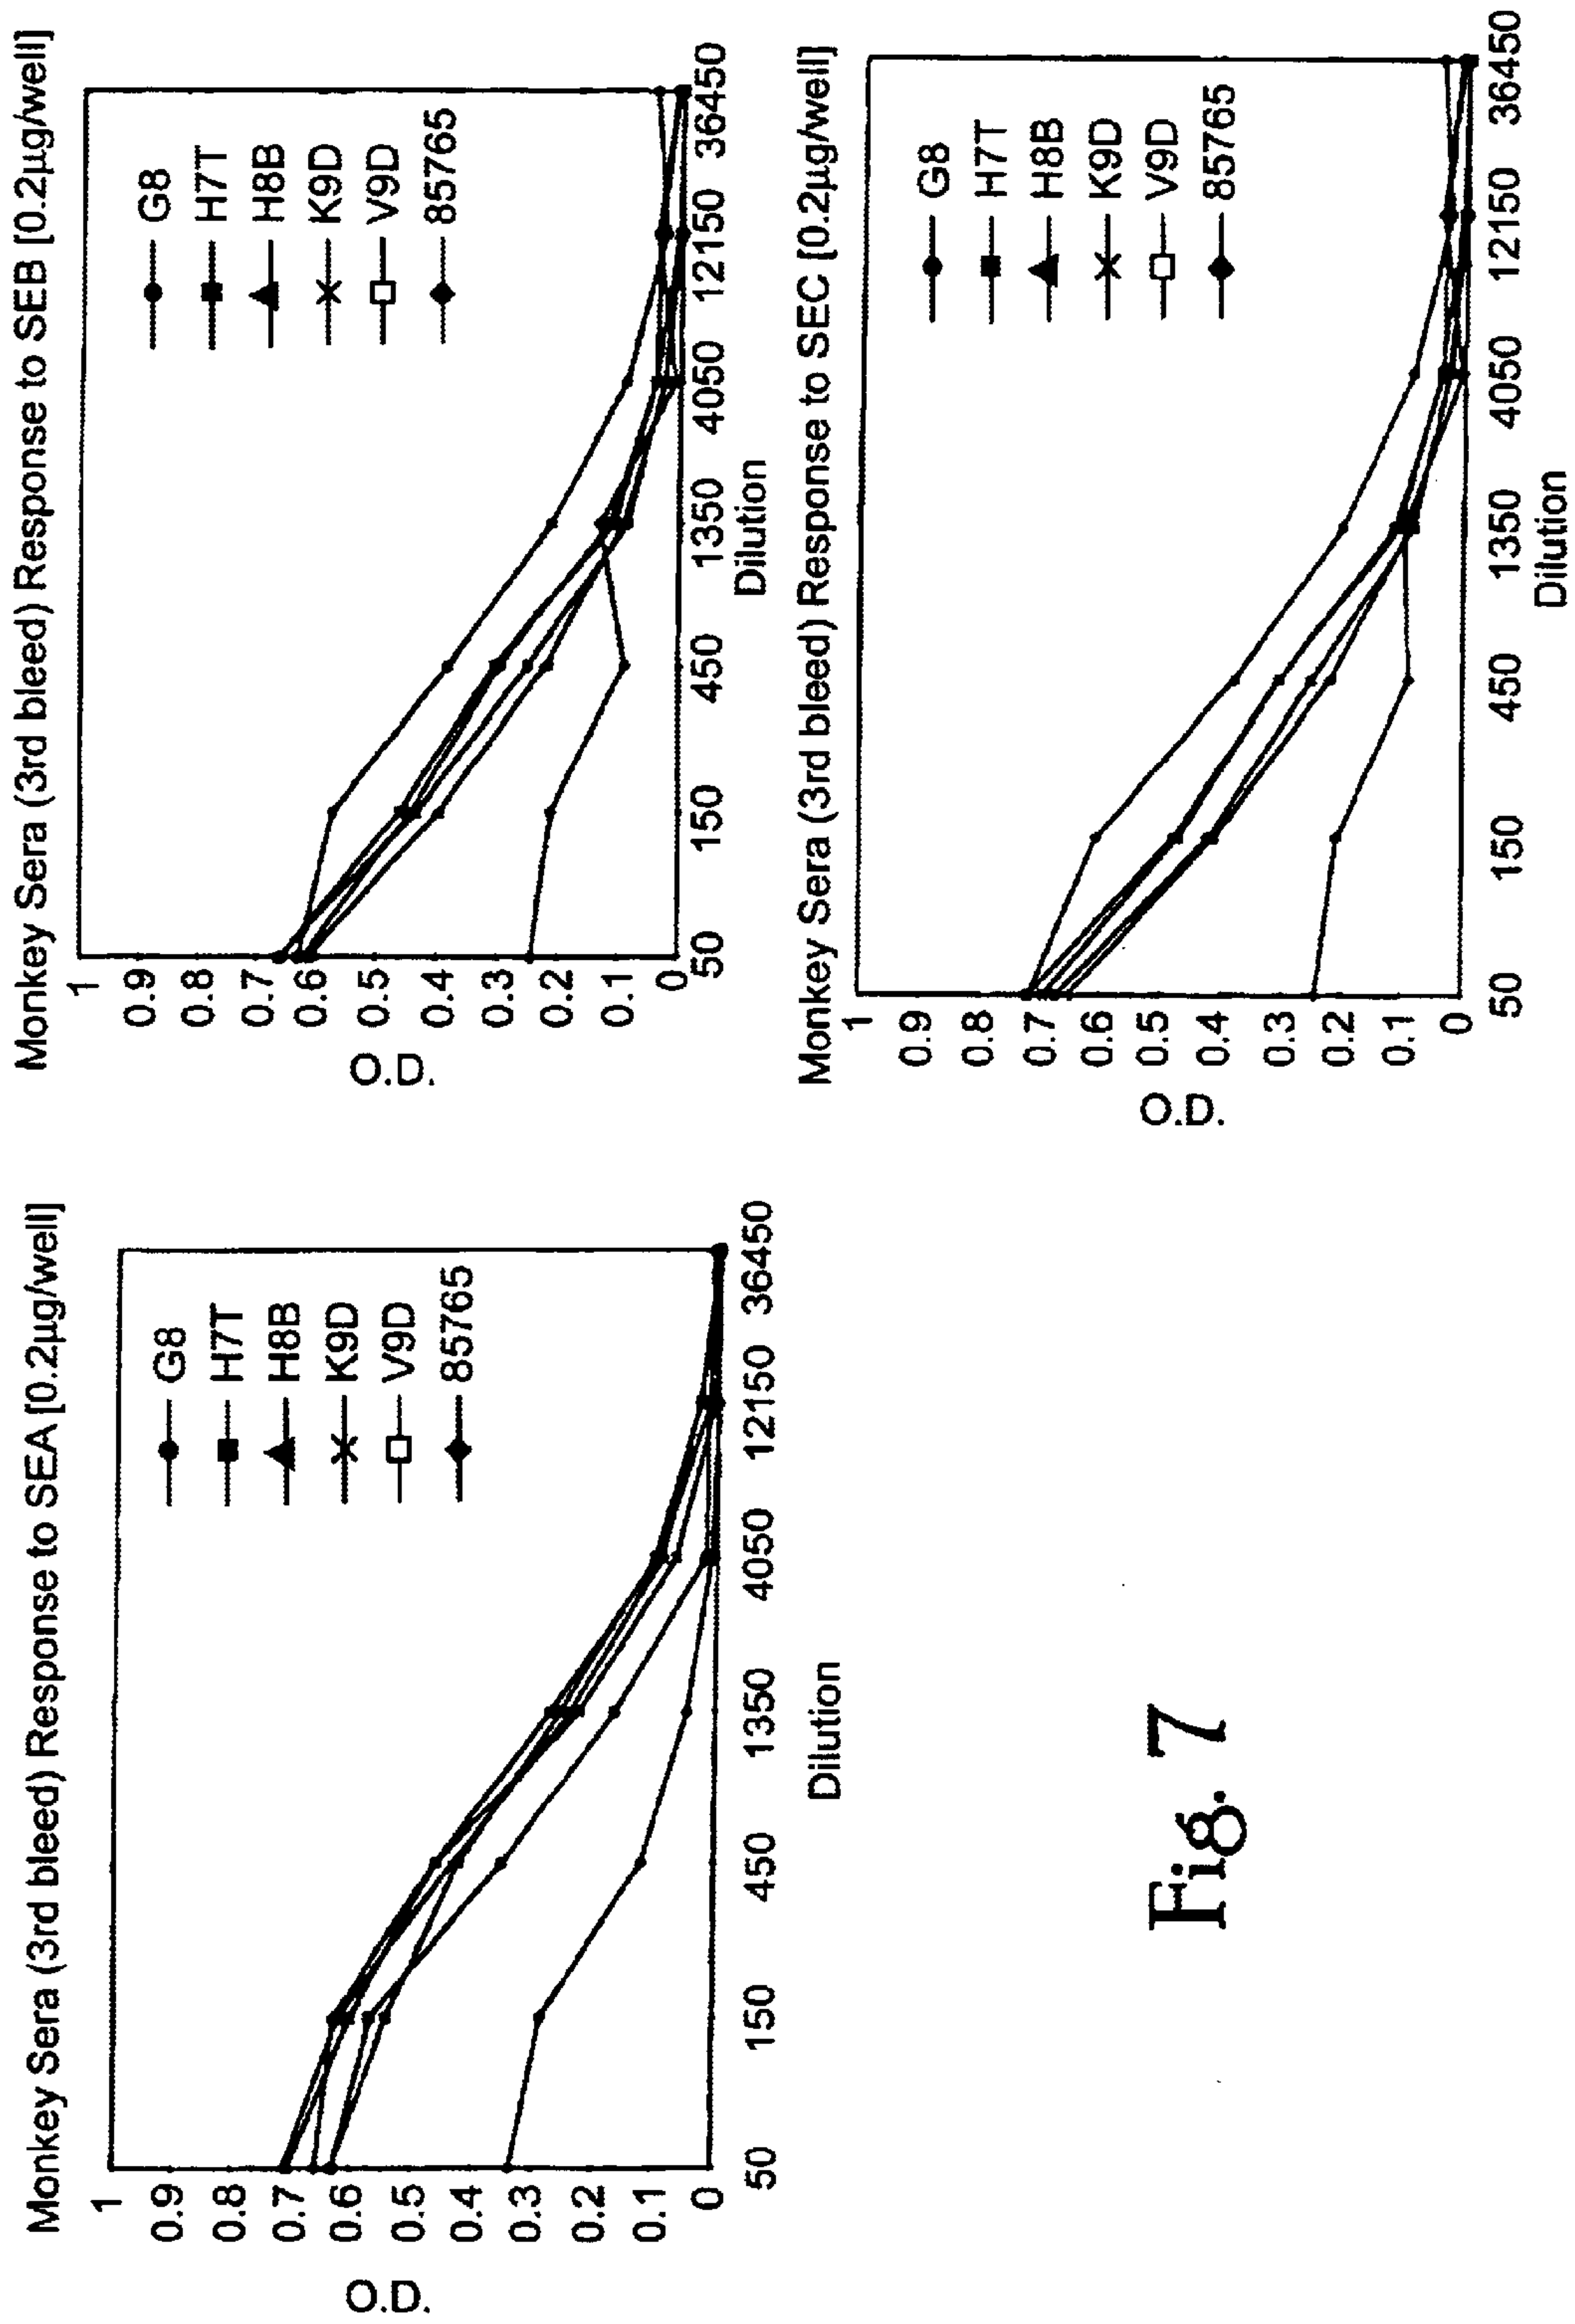 Monkey Sera (3rd bleed) Response to SEA [0.2µg/well]
O.D.
1
0.9
0.8
0.7
0.6
0.5
0.4
0.3
0.2
0.1
0
G8
H7T
H8B
K9D
V9D
85765
50 150 450 1350 4050 12150 36450
Dilution
Monkey Sera (3rd bleed) Response to SEB [0.2µg/well]
O.D.
1
0.9
0.8
0.7
0.6
0.5
0.4
0.3
0.2
0.1
0
G8
H7T
H8B
K9D
V9D
85765
50 150 450 1350 4050 12150 36450
Dilution
Monkey Sera (3rd bleed) Response to SEC [0.2µg/well]
O.D.
1
0.9
0.8
0.7
0.6
0.5
0.4
0.3
0.2
0.1
0
G8
H7T
H8B
K9D
V9D
85765
50 150 450 1350 4050 12150 36450
Dilution
Fig. 7